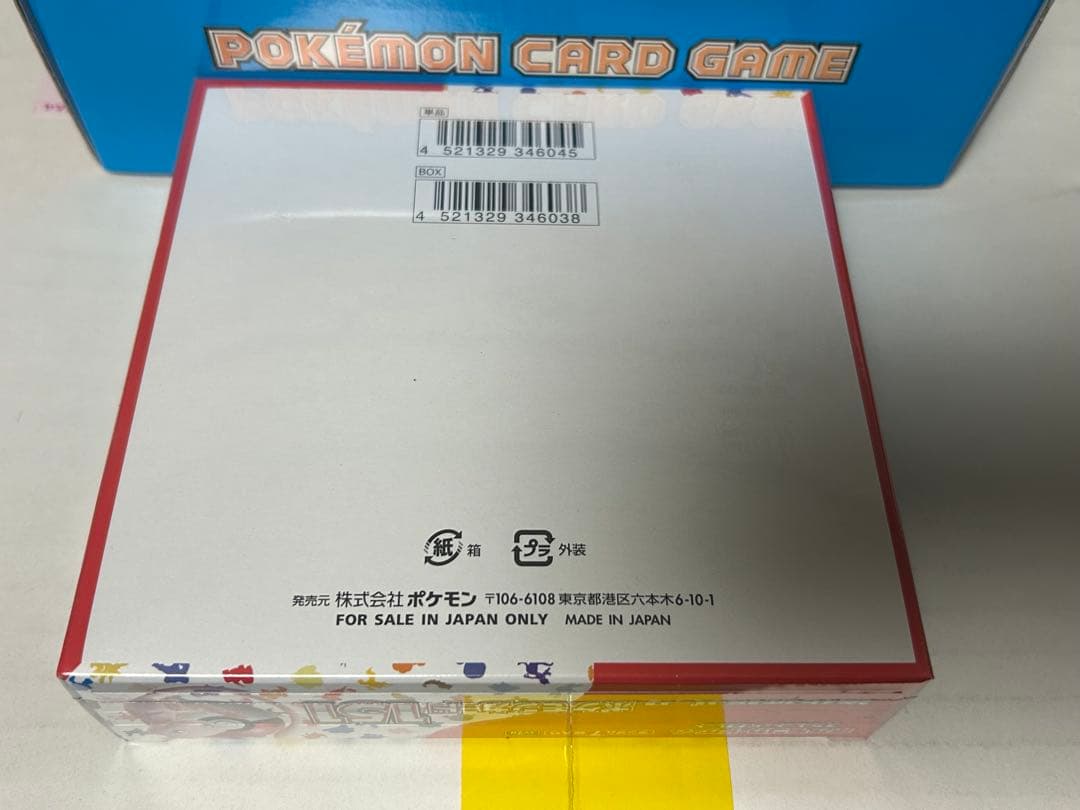 POKÉMON CARD GAME
単品
4 521329 346045
BOX
4 521329 346038
紙 箱 プラ 外装
発売元 株式会社 ポケモン 〒106-6108 東京都港区六本木6-10-1
FOR SALE IN JAPAN ONLY MADE IN JAPAN